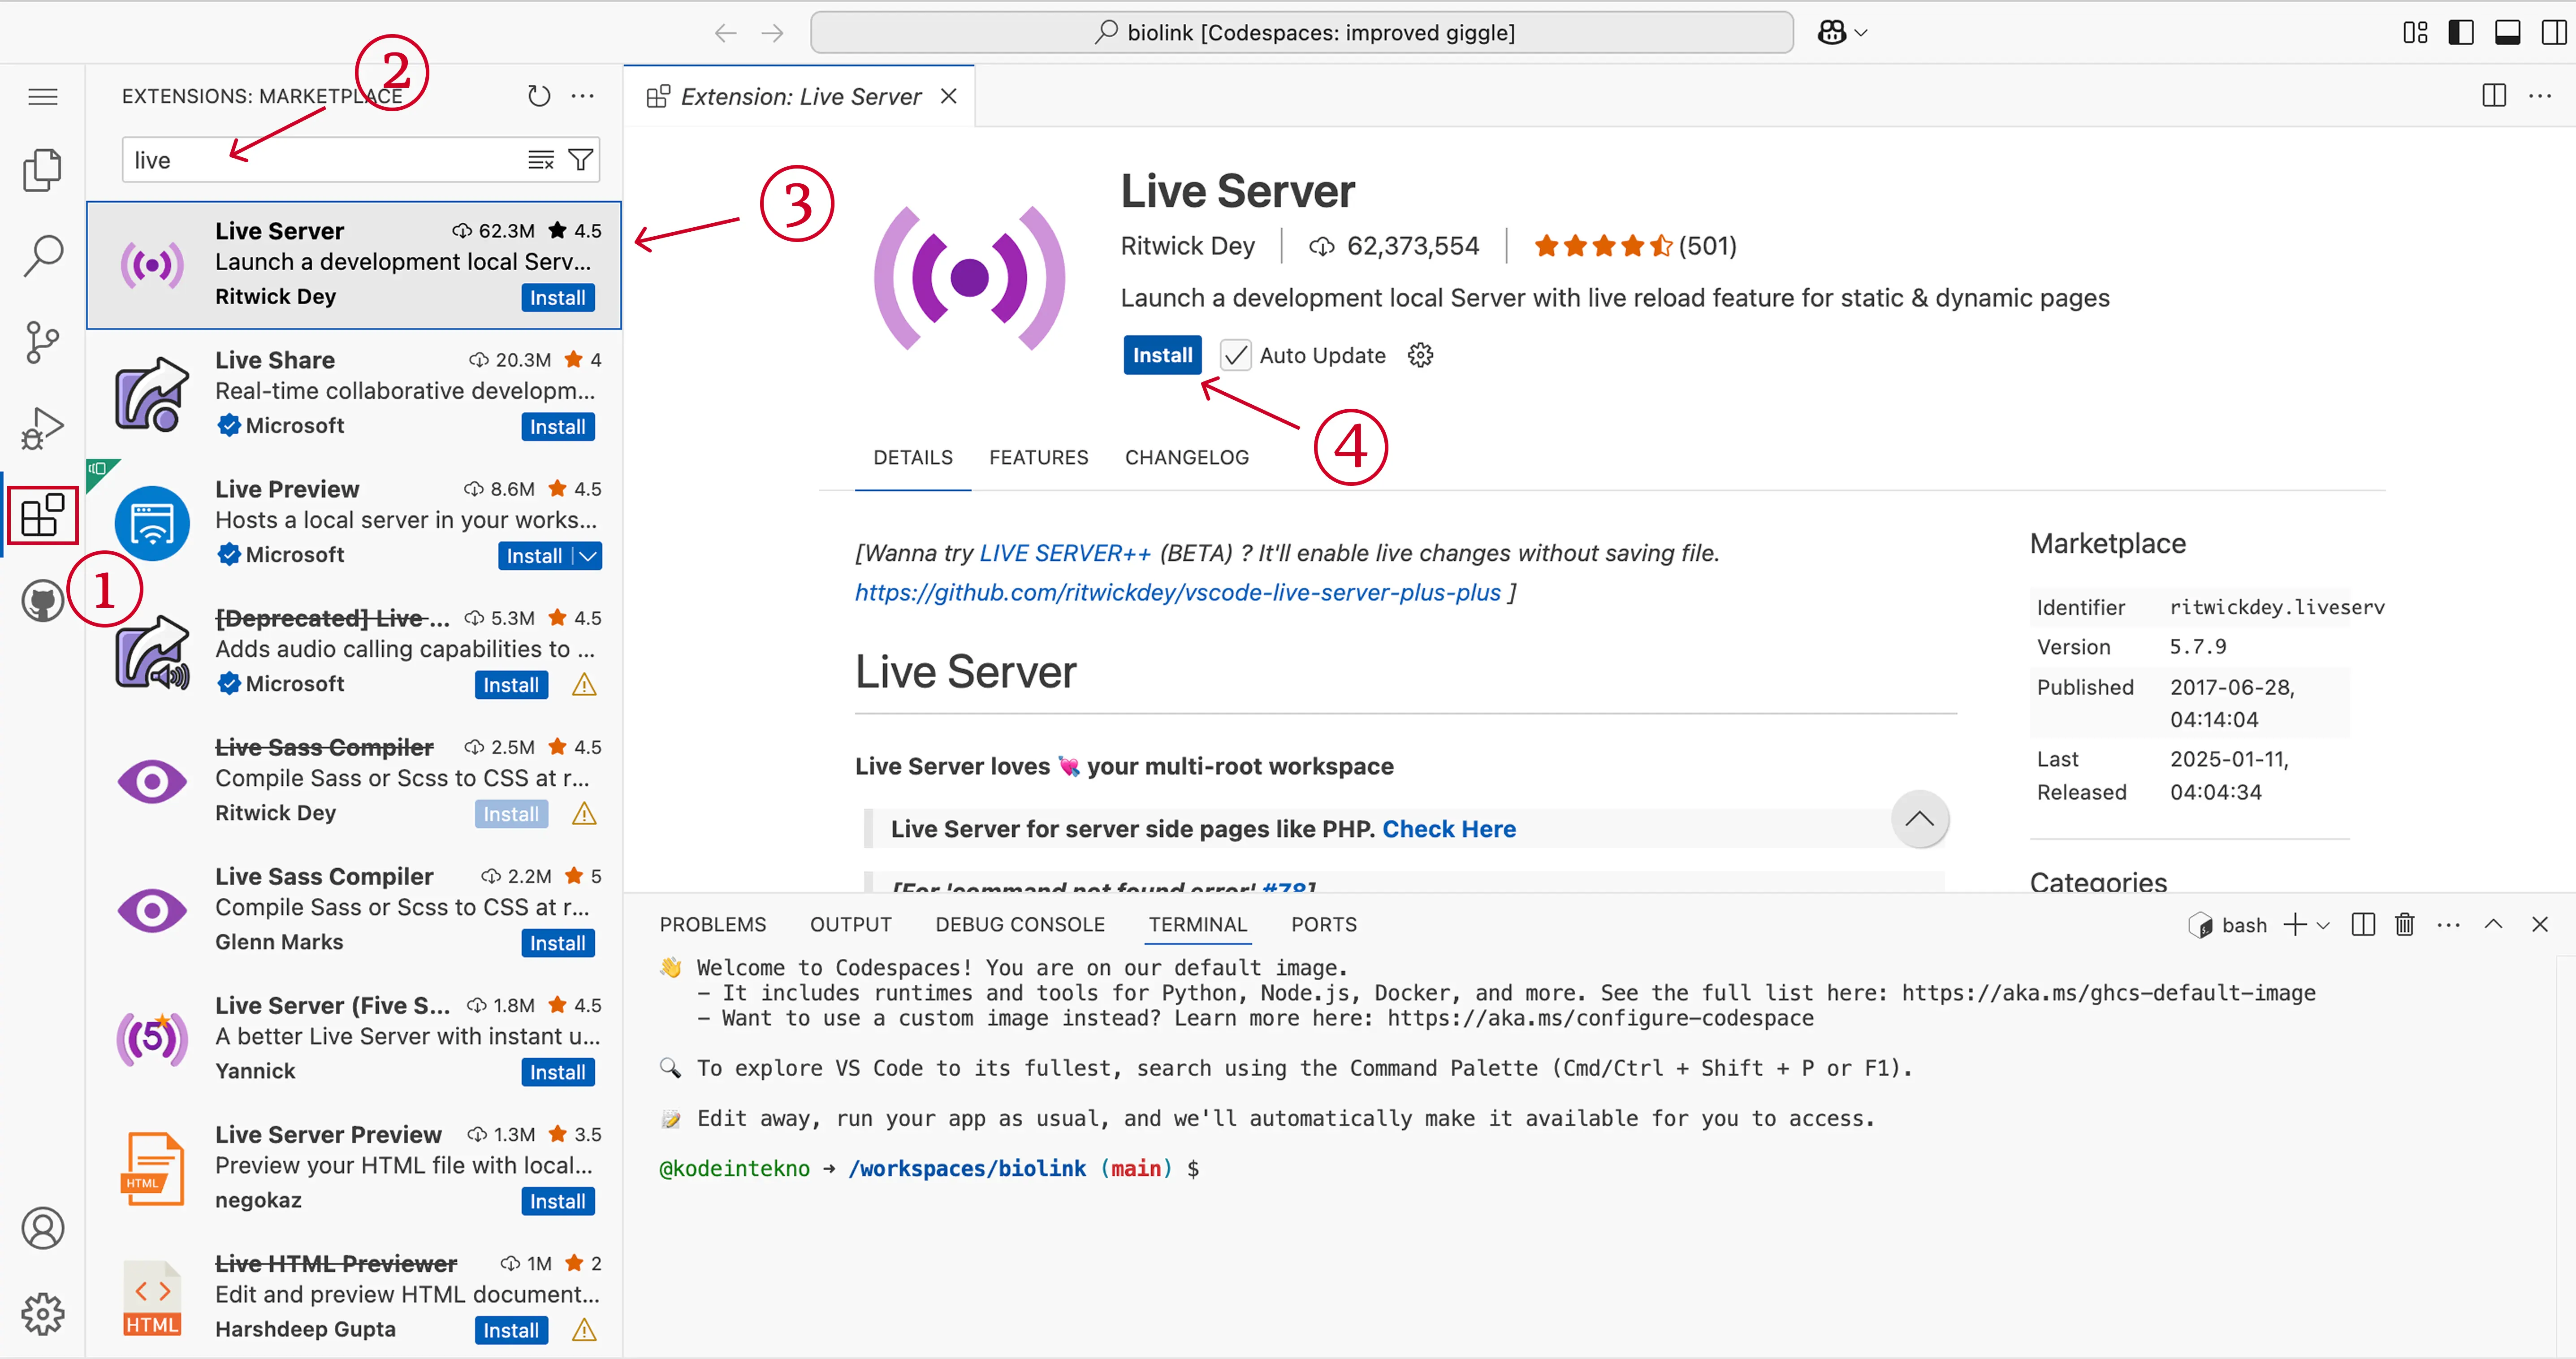 biolink [Codespaces: improved giggle]
②
EXTENSIONS: MARKETPLACE
Extension: Live Server
live
③
Live Server 62.3M ★ 4.5
Launch a development local Serv...
Ritwick Dey Install
Live Share 20.3M ★ 4
Real-time collaborative developm...
Microsoft Install
Live Preview 8.6M ★ 4.5
Hosts a local server in your works...
Microsoft Install
①
[Deprecated] Live ... 5.3M ★ 4.5
Adds audio calling capabilities to ...
Microsoft Install
Live Sass Compiler 2.5M ★ 4.5
Compile Sass or Scss to CSS at r...
Ritwick Dey Install
Live Sass Compiler 2.2M ★ 5
Compile Sass or Scss to CSS at r...
Glenn Marks Install
5
Live Server (Five S... 1.8M ★ 4.5
A better Live Server with instant u...
Yannick Install
HTML
Live Server Preview 1.3M ★ 3.5
Preview your HTML file with local...
negokaz Install
HTML
Live HTML Previewer 1M ★ 2
Edit and preview HTML document...
Harshdeep Gupta Install
Live Server
Ritwick Dey | 62,373,554 | (501)
Launch a development local Server with live reload feature for static & dynamic pages
Install Auto Update
④
DETAILS FEATURES CHANGELOG
[Wanna try LIVE SERVER++ (BETA) ? It'll enable live changes without saving file.
https://github.com/ritwickdey/vscode-live-server-plus-plus ]
Live Server
Live Server loves 💘 your multi-root workspace
Live Server for server side pages like PHP. Check Here
[For 'command not found error' #78]
Marketplace
Identifier ritwickdey.liveserv
Version 5.7.9
Published 2017-06-28,
04:14:04
Last 2025-01-11,
Released 04:04:34
Categories
PROBLEMS OUTPUT DEBUG CONSOLE TERMINAL PORTS
bash
👋 Welcome to Codespaces! You are on our default image.
- It includes runtimes and tools for Python, Node.js, Docker, and more. See the full list here: https://aka.ms/ghcs-default-image
- Want to use a custom image instead? Learn more here: https://aka.ms/configure-codespace
🔍 To explore VS Code to its fullest, search using the Command Palette (Cmd/Ctrl + Shift + P or F1).
📝 Edit away, run your app as usual, and we'll automatically make it available for you to access.
@kodeintekno ➜ /workspaces/biolink (main) $